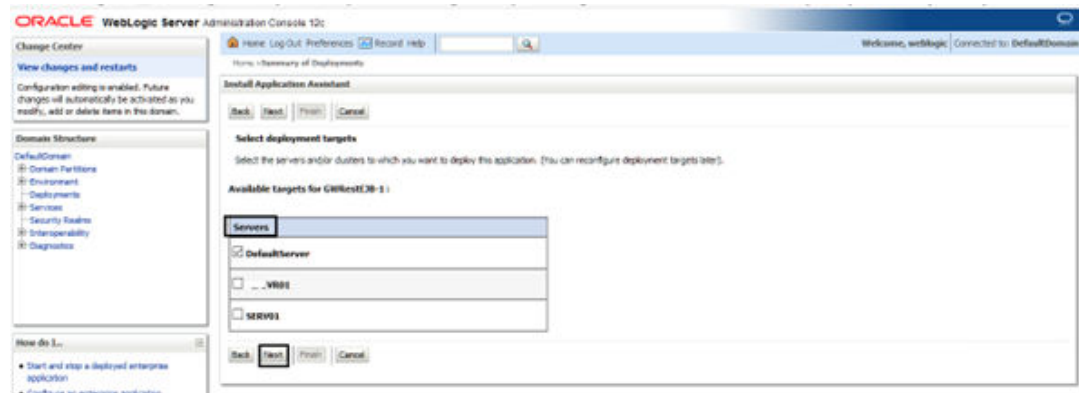 ORACLE WebLogic Server Administration Console 12c
Change Center
View changes and restarts
Configuration editing is enabled. Future
changes will automatically be activated as you
modify, add or delete items in this domain.
Domain Structure
DefaultDomain
Domain Partitions
Environment
Deployments
Services
Security Realms
Interoperability
Diagnostics
How do I...
Start and stop a deployed enterprise
application
Configure an enterprise application
Home Log Out Preferences Record Help
Welcome, weblogic Connected to: DefaultDomain
Home >Summary of Deployments
Install Application Assistant
Back Next Finish Cancel
Select deployment targets
Select the servers and/or clusters to which you want to deploy this application. (You can reconfigure deployment targets later).
Available targets for GWRestEJB-1 :
Servers
DefaultServer
VR01
SERV01
Back Next Finish Cancel